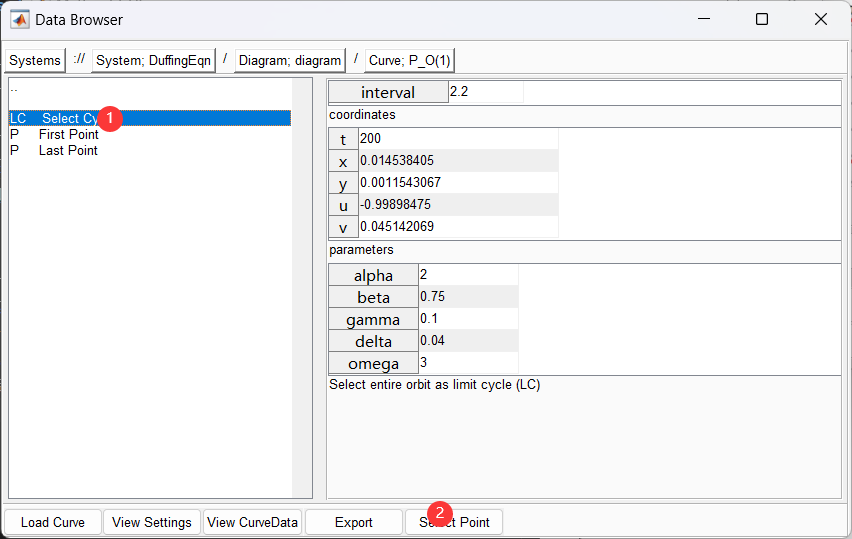 Data Browser
Systems :// System; DuffingEqn / Diagram; diagram / Curve; P_O(1)
..
LC Select Cy 1
P First Point
P Last Point
interval 2.2
coordinates
t 200
x 0.014538405
y 0.0011543067
u -0.99898475
v 0.045142069
parameters
alpha 2
beta 0.75
gamma 0.1
delta 0.04
omega 3
Select entire orbit as limit cycle (LC)
2
Load Curve View Settings View CurveData Export Select Point